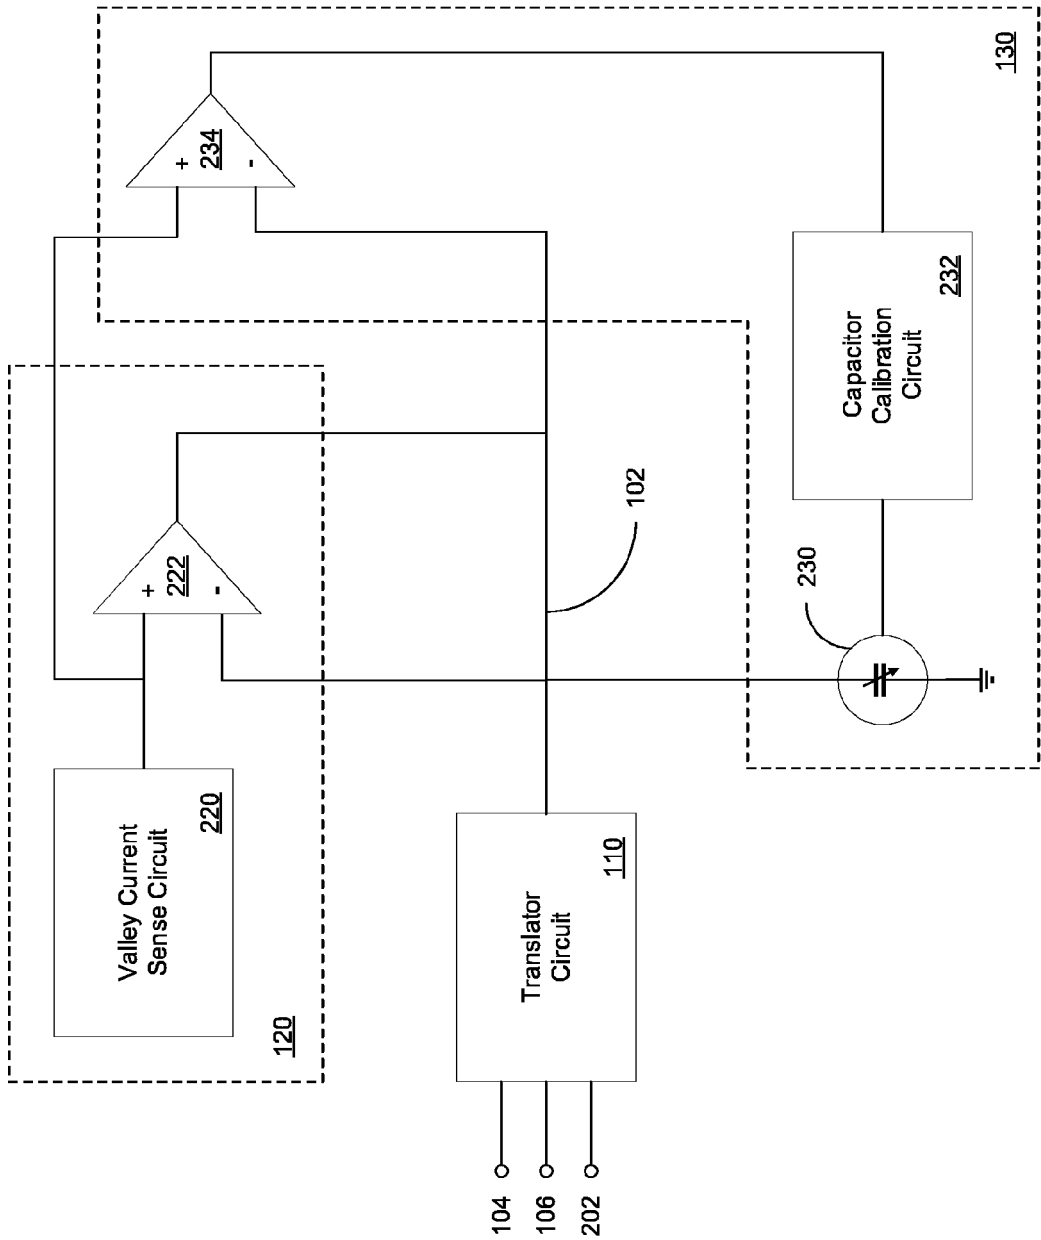 130
+
234
-
120
Valley Current
Sense Circuit
220
+
222
-
102
Capacitor
Calibration
Circuit
232
230
Translator
Circuit
110
104
106
202